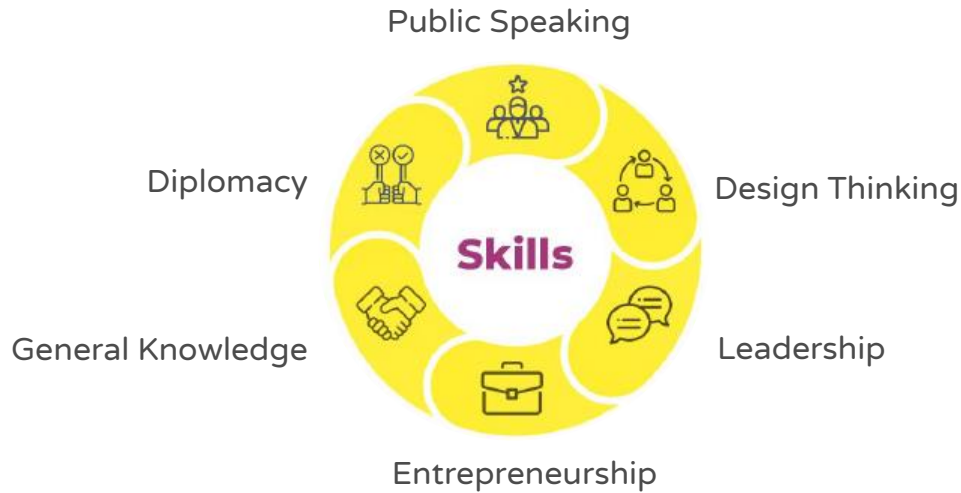 Public Speaking
Diplomacy
Design Thinking
Skills
General Knowledge
Leadership
Entrepreneurship